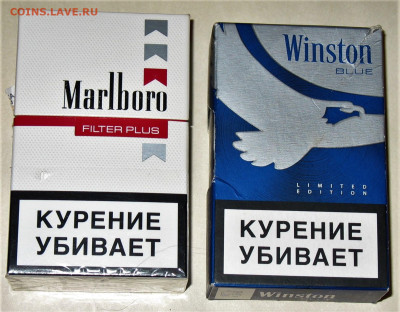 COINS.LAVE.RU
Marlboro
FILTER PLUS
КУРЕНИЕ
УБИВАЕТ
Winston
BLUE
LIMITED
EDITION
КУРЕНИЕ
УБИВАЕТ
Winston